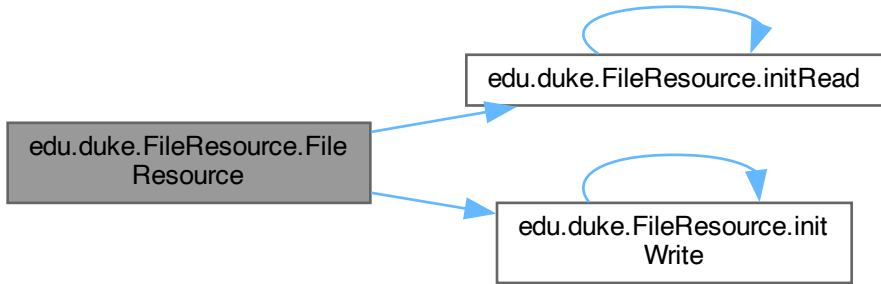 edu.duke.FileResource.initRead
edu.duke.FileResource.File
Resource
edu.duke.FileResource.init
Write